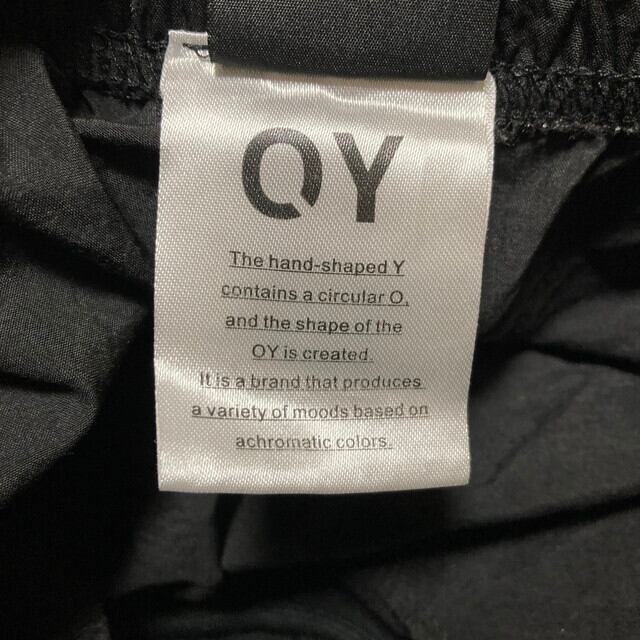 OY
The hand-shaped Y
contains a circular O,
and the shape of the
OY is created.
It is a brand that produces
a variety of moods based on
achromatic colors.